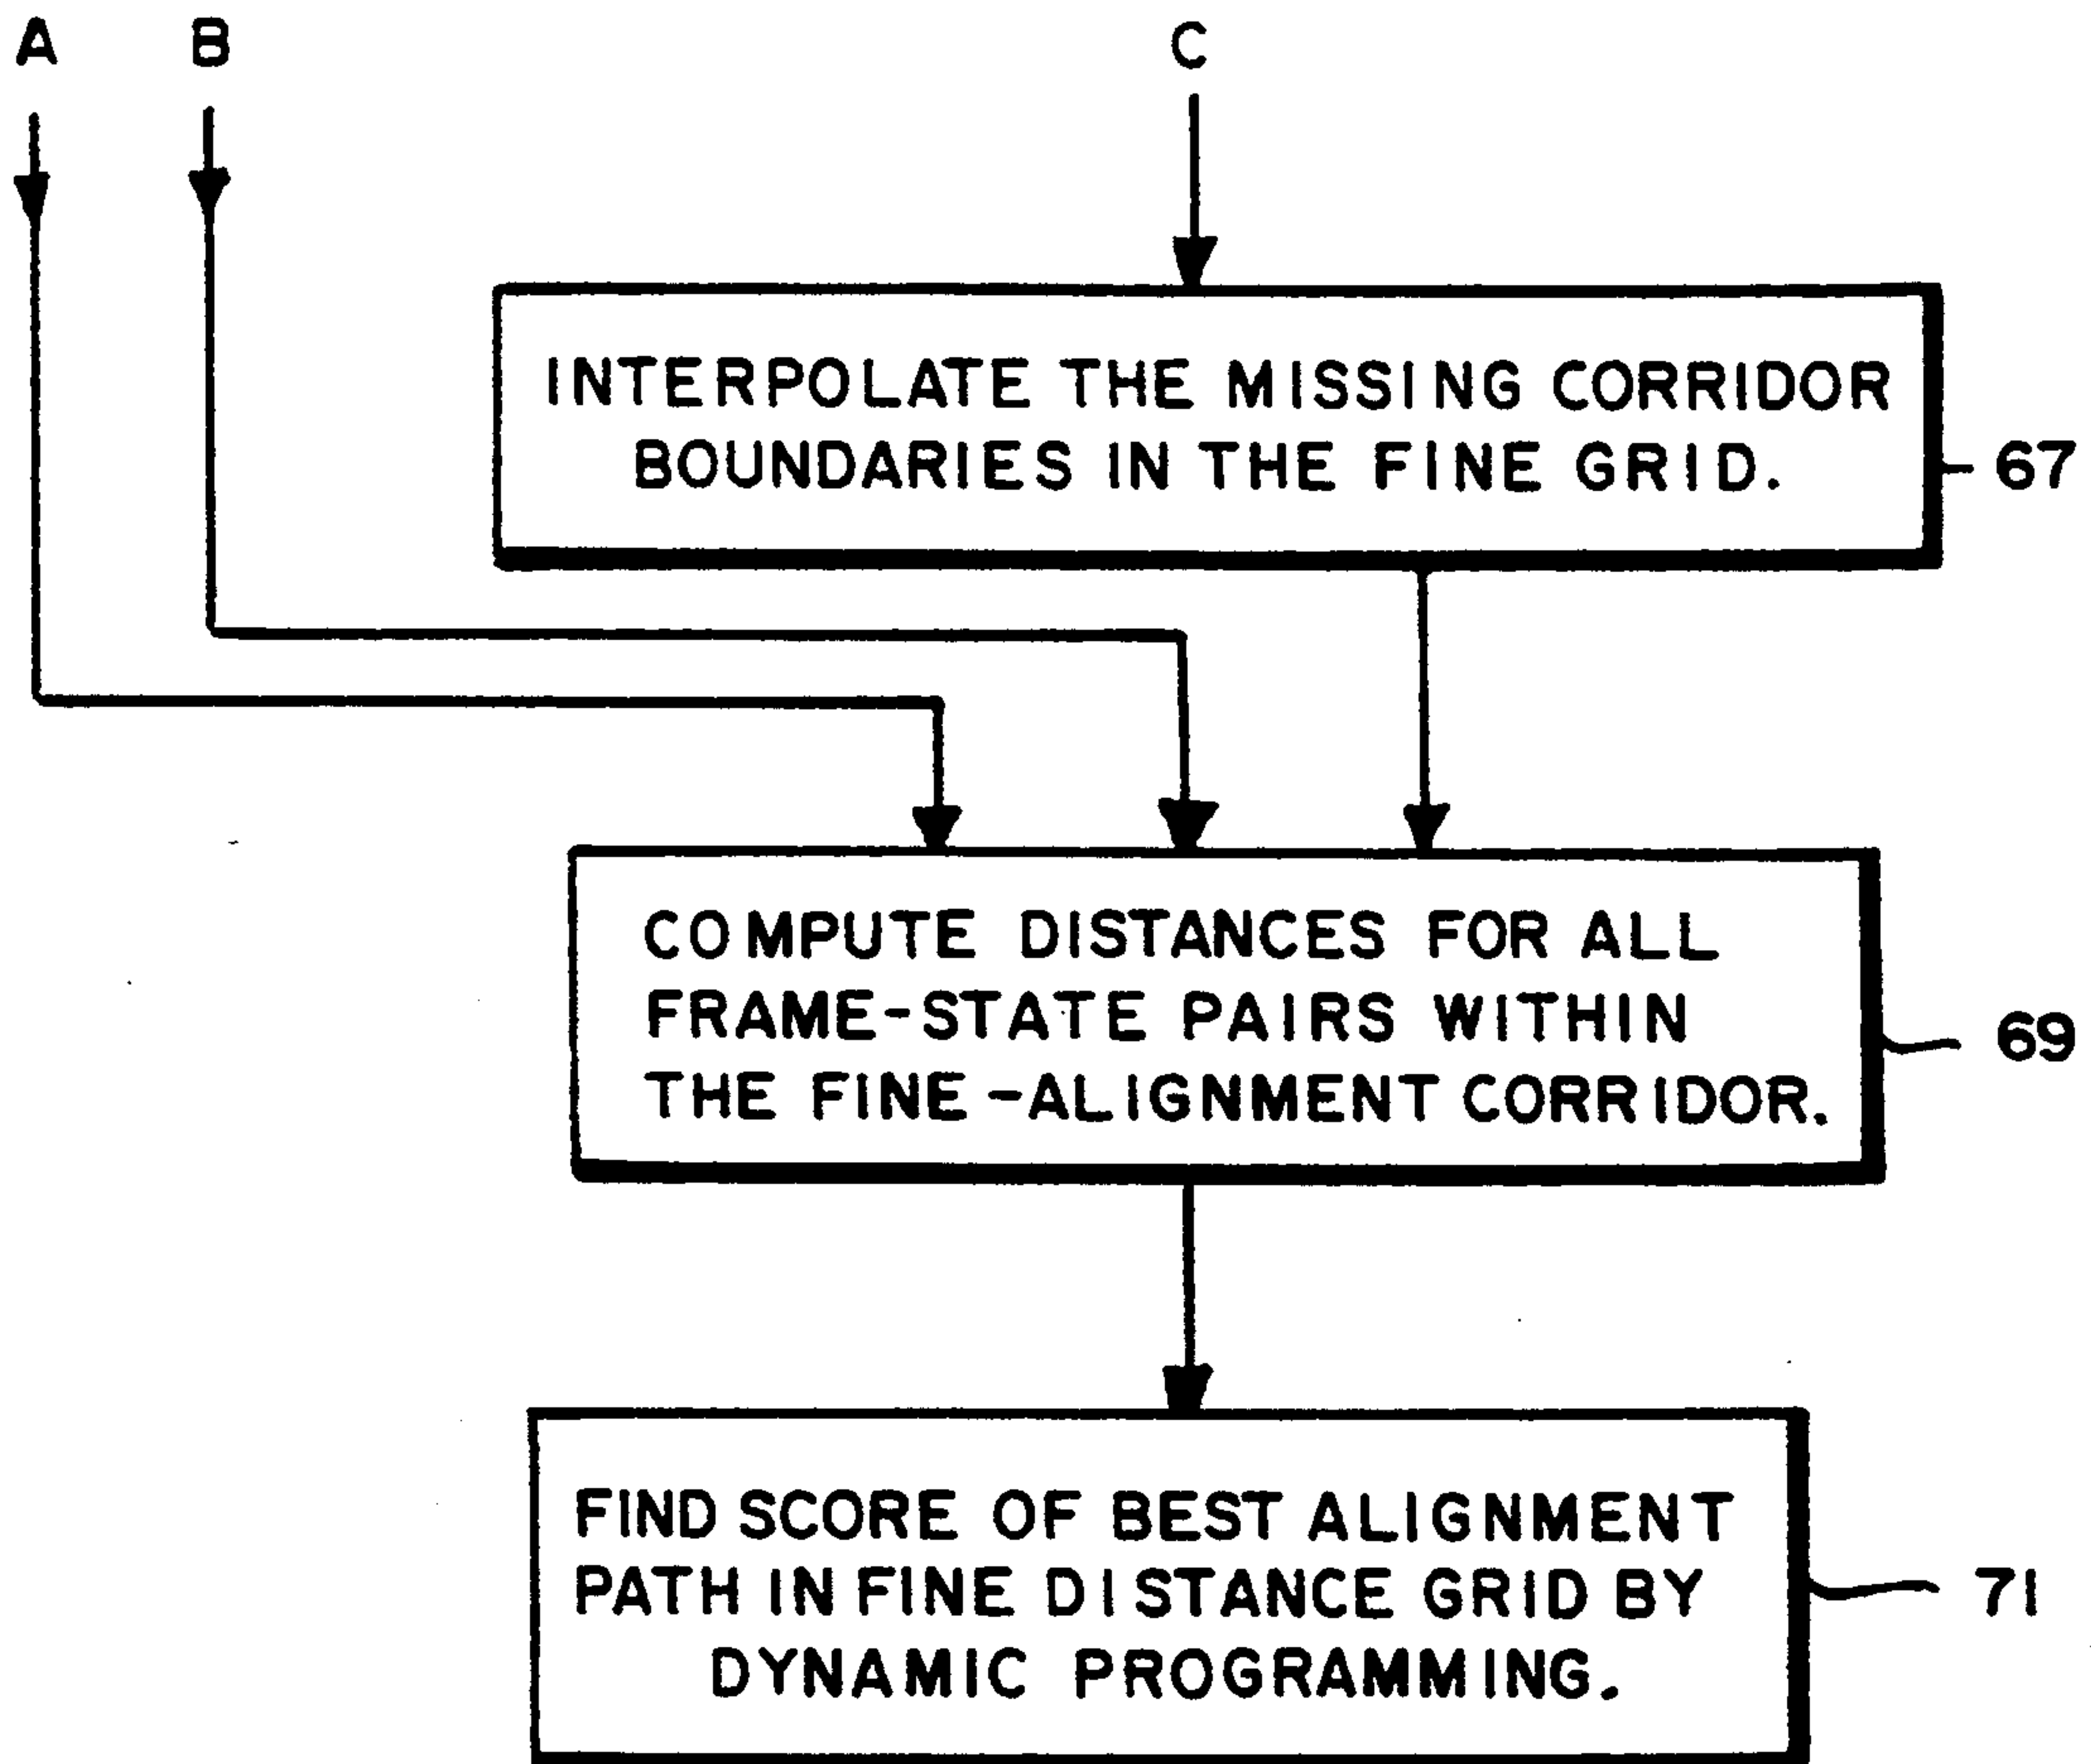 A B C
INTERPOLATE THE MISSING CORRIDOR
BOUNDARIES IN THE FINE GRID.
67
COMPUTE DISTANCES FOR ALL
FRAME-STATE PAIRS WITHIN
THE FINE-ALIGNMENT CORRIDOR.
69
FIND SCORE OF BEST ALIGNMENT
PATH IN FINE DISTANCE GRID BY
DYNAMIC PROGRAMMING.
71